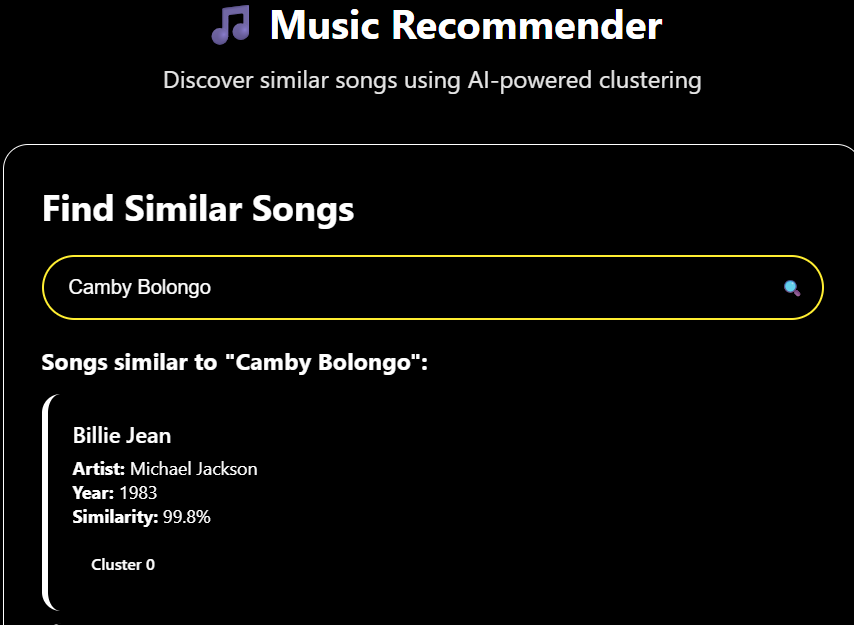 Music Recommender
Discover similar songs using AI-powered clustering
Find Similar Songs
Camby Bolongo
Songs similar to "Camby Bolongo":
Billie Jean
Artist: Michael Jackson
Year: 1983
Similarity: 99.8%
Cluster 0